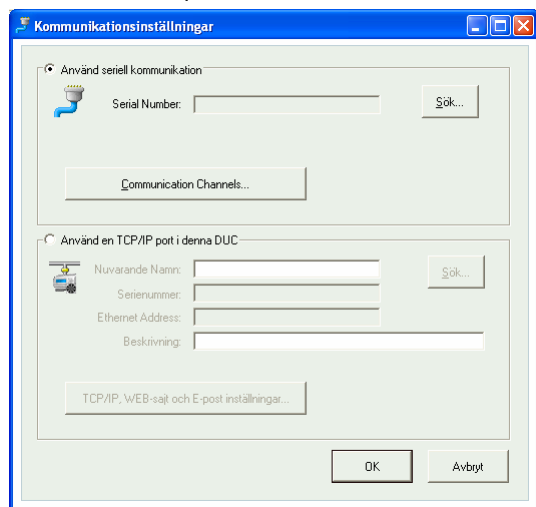 Kommunikationsinställningar
Använd seriell kommunikation
Serial Number:
Sök...
Communication Channels...
Använd en TCP/IP port i denna DUC
Nuvarande Namn:
Sök...
Serienummer:
Ethernet Address:
Beskrivning:
TCP/IP, WEB-sajt och E-post inställningar...
OK
Avbryt